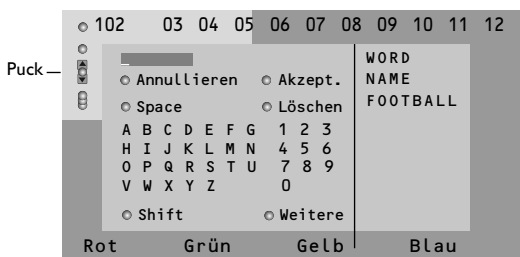 102 03 04 05 06 07 08 09 10 11 12
Puck
WORD
Annullieren Akzept. NAME
Space Löschen FOOTBALL
A B C D E F G 1 2 3
H I J K L M N 4 5 6
O P Q R S T U 7 8 9
V W X Y Z 0
Shift Weitere
Rot Grün Gelb Blau